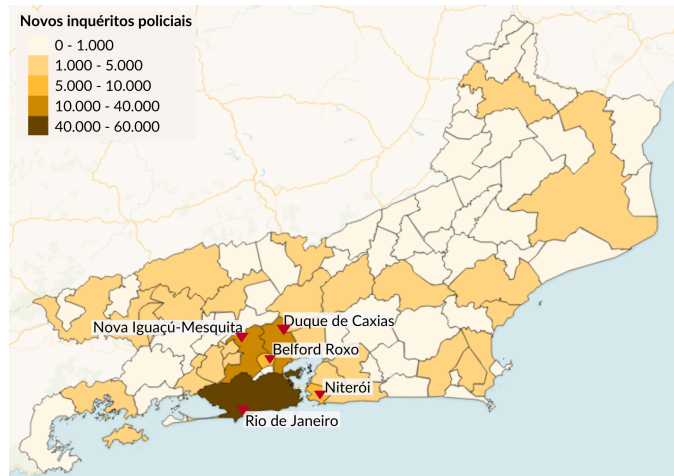 Novos inquéritos policiais
0 - 1.000
1.000 - 5.000
5.000 - 10.000
10.000 - 40.000
40.000 - 60.000
Duque de Caxias
Nova Iguaçú-Mesquita
Belford Roxo
Niterói
Rio de Janeiro